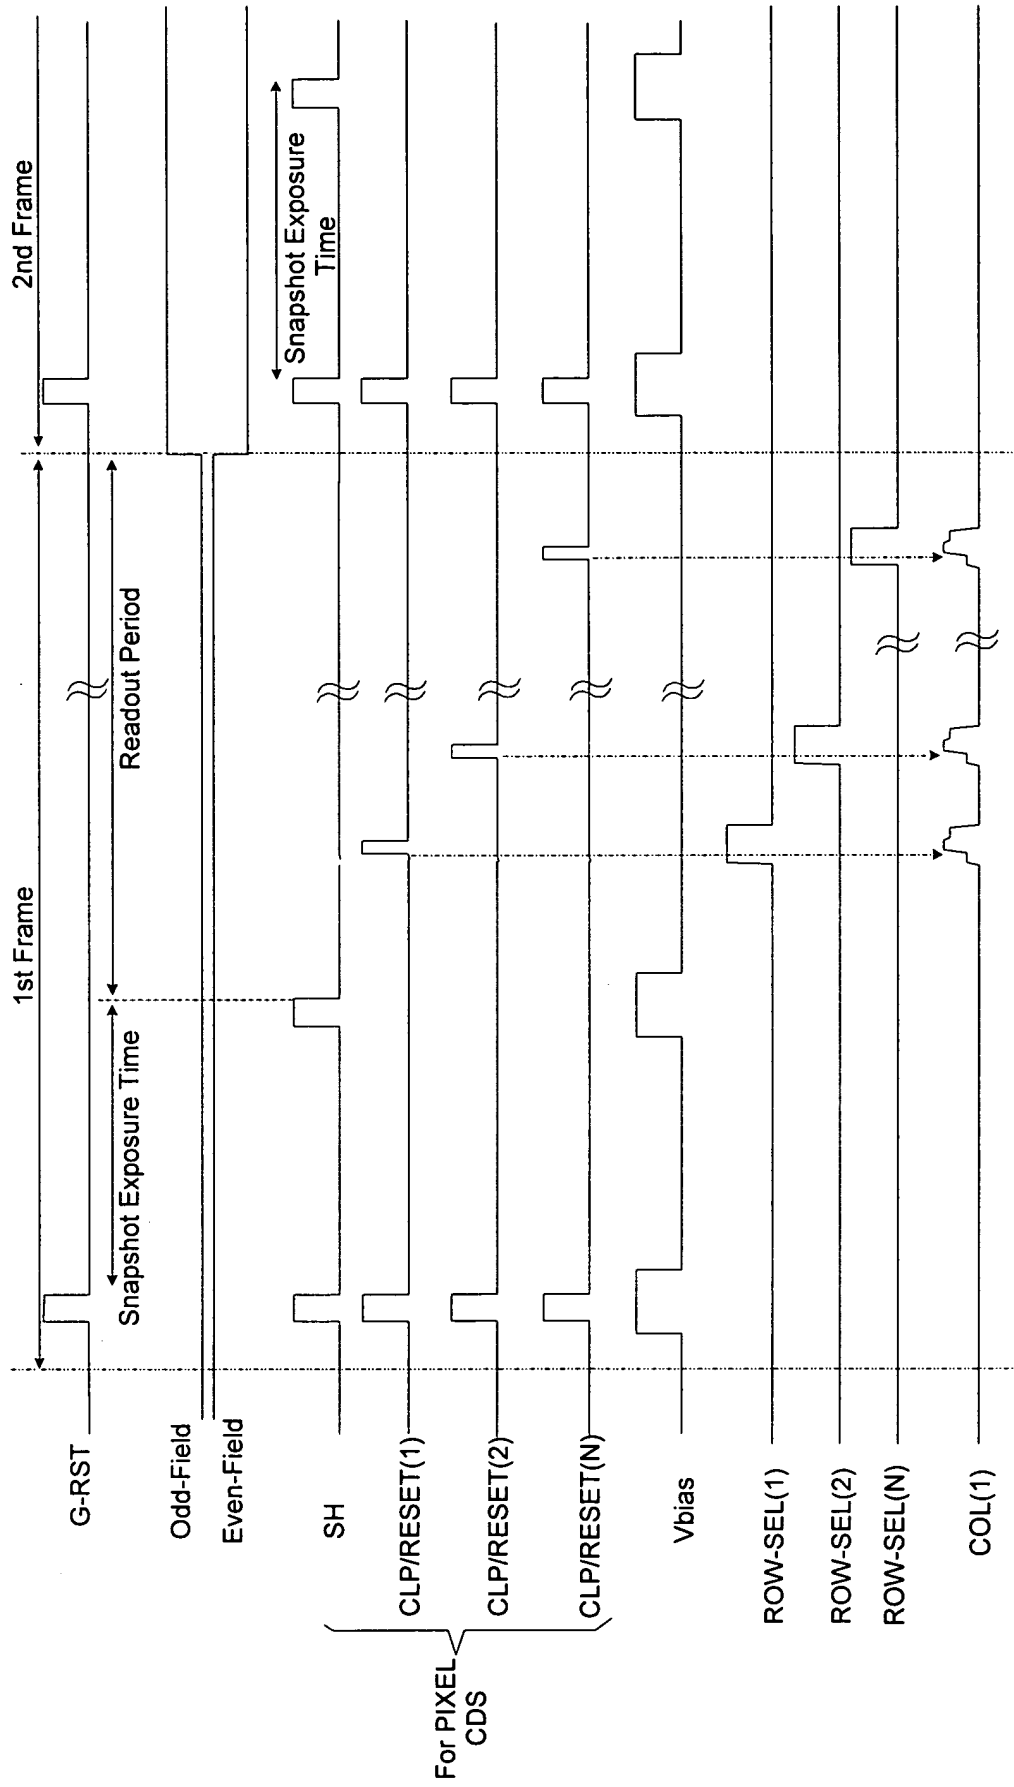 1st Frame
2nd Frame
G-RST
Snapshot Exposure Time
Readout Period
Odd-Field
Even-Field
Snapshot Exposure
Time
For PIXEL
CDS
SH
CLP/RESET(1)
CLP/RESET(2)
CLP/RESET(N)
Vbias
ROW-SEL(1)
ROW-SEL(2)
ROW-SEL(N)
COL(1)